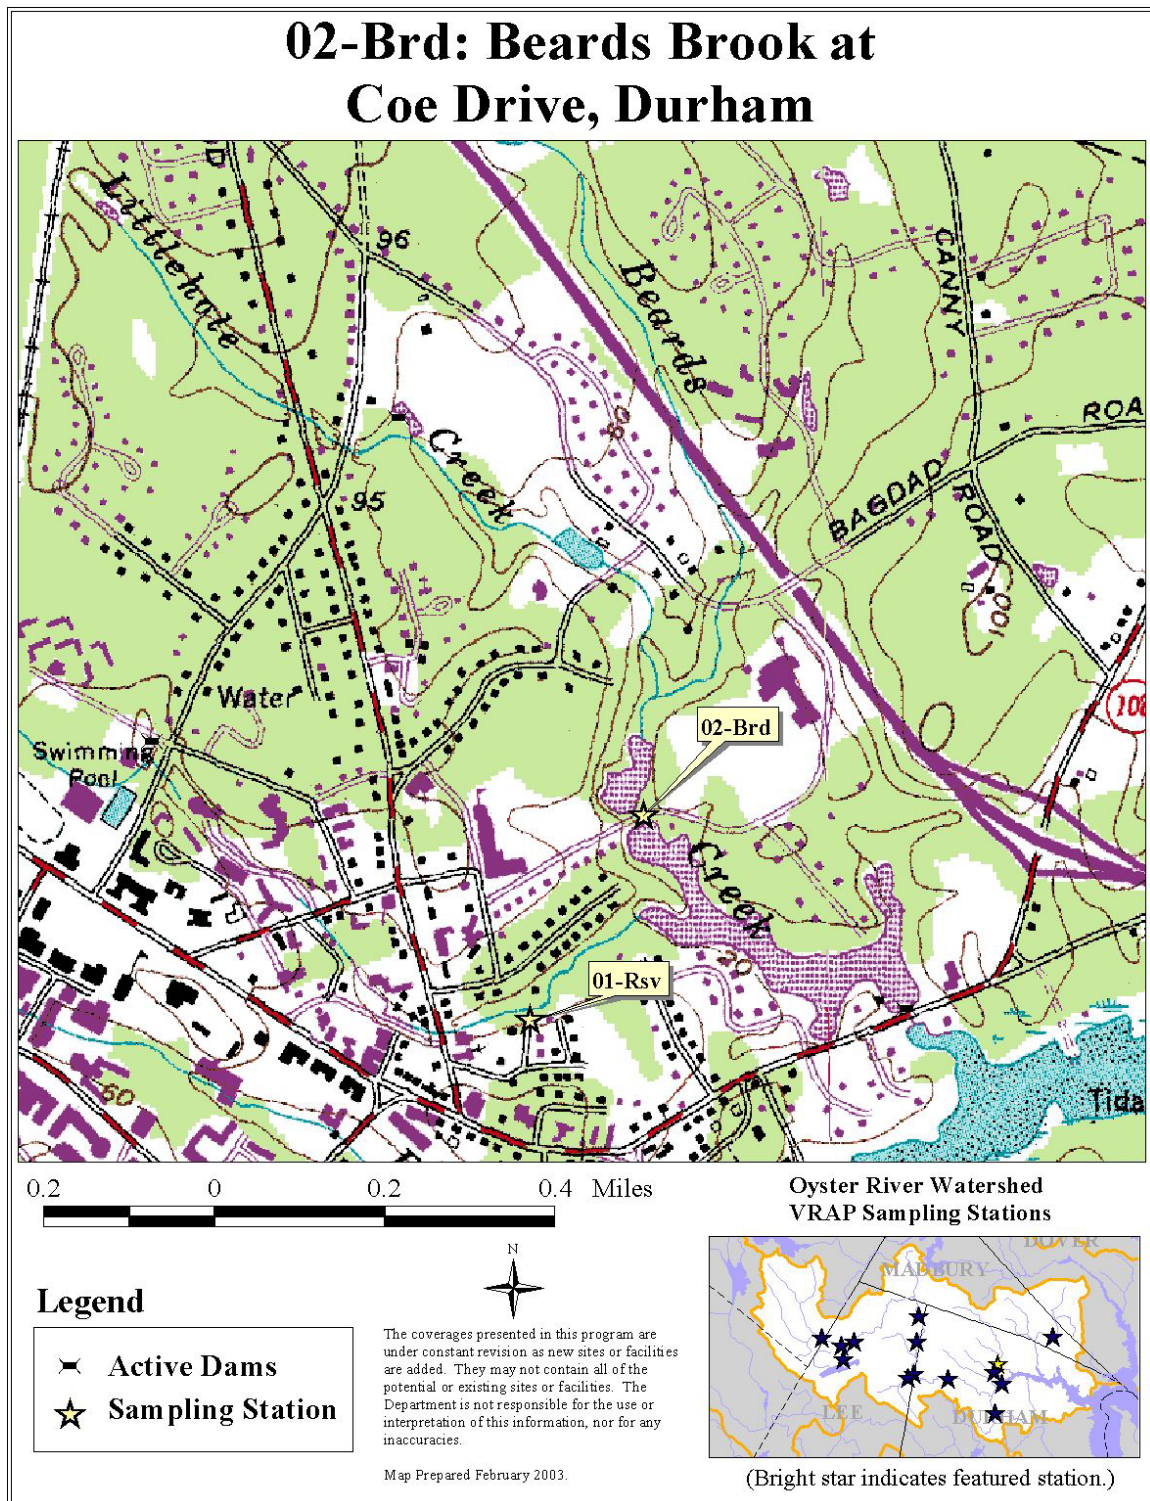 02-Brd: Beards Brook at
Coe Drive, Durham
D
Littlehale
96
Beards
CANNY
ROA
80
Creek
95
BAGDAD
ROAD
100
Water
Swimming
Pool
108
02-Brd
Creek
20
01-Rsv
60
Tida
0.2 0 0.2 0.4 Miles
Oyster River Watershed
VRAP Sampling Stations
N
DOVER
MADBURY
LEE
DURHAM
Legend
Active Dams
Sampling Station
The coverages presented in this program are
under constant revision as new sites or facilities
are added. They may not contain all of the
potential or existing sites or facilities. The
Department is not responsible for the use or
interpretation of this information, nor for any
inaccuracies.
Map Prepared February 2003.
(Bright star indicates featured station.)